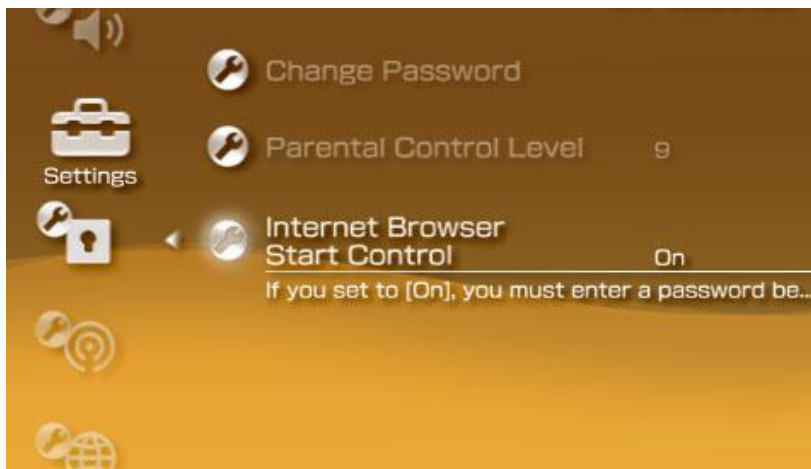 Change Password
Settings
Parental Control Level 9
Internet Browser
Start Control On
If you set to [On], you must enter a password be...